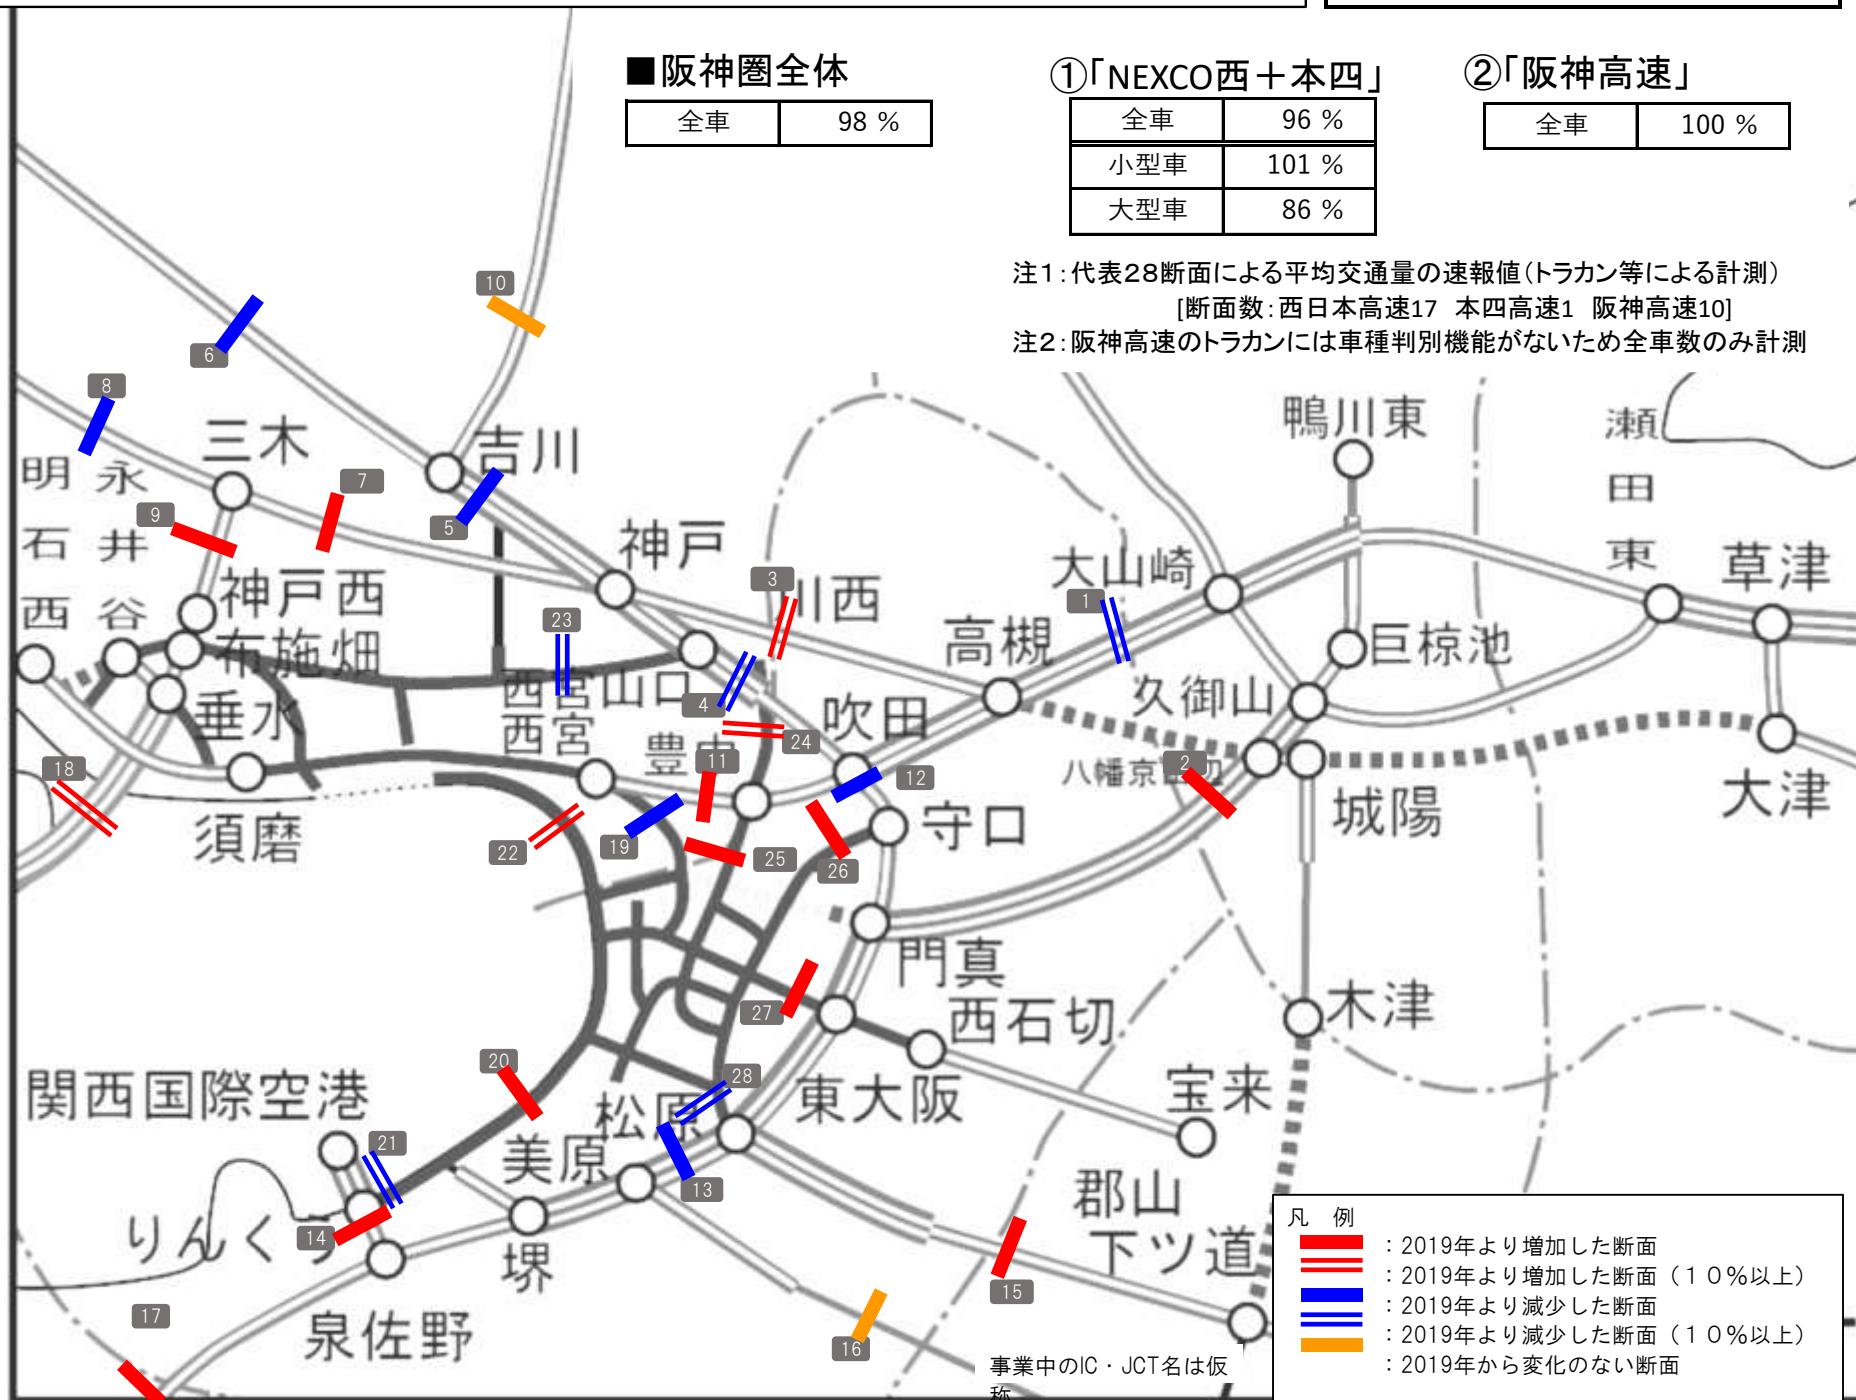 ■阪神圏全体
全車 98 %
①「NEXCO西＋本四」
全車 96 %
小型車 101 %
大型車 86 %
②「阪神高速」
全車 100 %
注1：代表28断面による平均交通量の速報値（トラカン等による計測）
[断面数：西日本高速17 本四高速1 阪神高速10]
注2：阪神高速のトラカンには車種判別機能がないため全車数のみ計測
10
6
8
三木
吉川
鴨川東
瀬田東
明石西
永井谷
7
9
5
神戸
大山崎
草津
神戸西
3
川西
1
23
高槻
布施畑
巨椋池
西宮山口
久御山
4
垂水
西宮
吹田
24
豊中
11
18
12
八幡京田辺
2
大津
須磨
城陽
守口
22
19
25
26
門真
27
西石切
木津
20
28
関西国際空港
松原
東大阪
宝来
21
美原
13
郡山
下ツ道
りんくう
14
堺
15
17
泉佐野
16
事業中のIC・JCT名は仮
称
凡 例
：2019年より増加した断面
：2019年より増加した断面（１０％以上）
：2019年より減少した断面
：2019年より減少した断面（１０％以上）
：2019年から変化のない断面